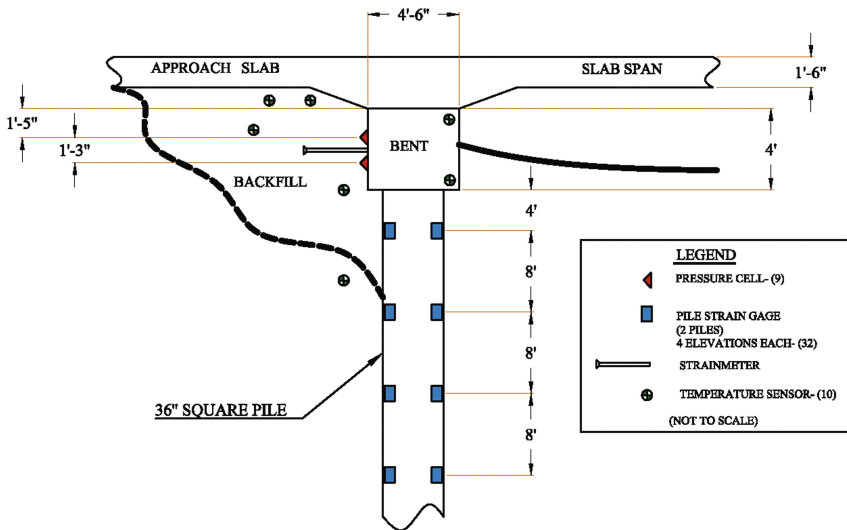 4'-6"
APPROACH SLAB
SLAB SPAN
1'-6"
1'-5"
1'-3"
BENT
4'
BACKFILL
4'
8'
8'
8'
36" SQUARE PILE
LEGEND
PRESSURE CELL- (9)
PILE STRAIN GAGE
(2 PILES)
4 ELEVATIONS EACH- (32)
STRAINMETER
TEMPERATURE SENSOR- (10)
(NOT TO SCALE)